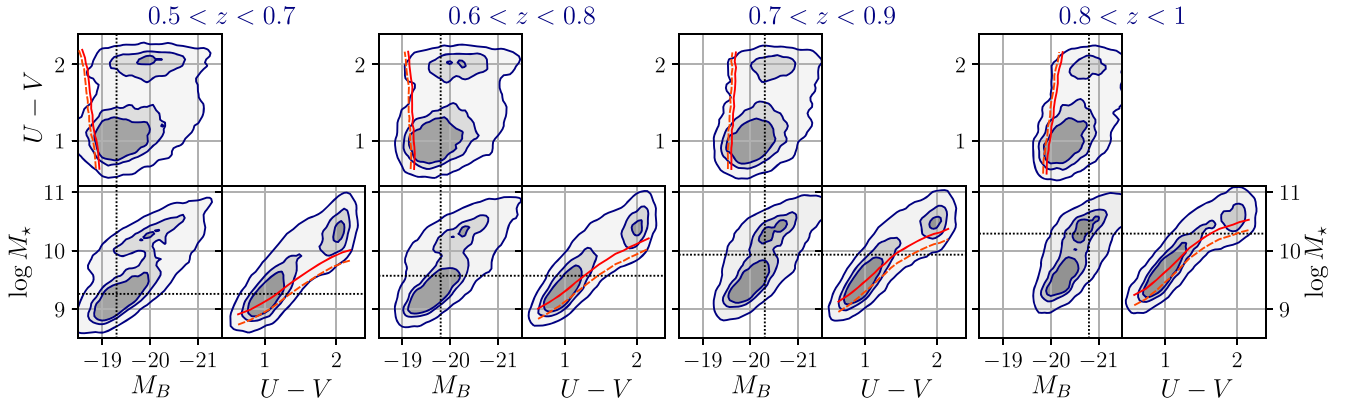 0.5 < z < 0.7 0.6 < z < 0.8 0.7 < z < 0.9 0.8 < z < 1
2 2 2 2
U − V
1 1 1 1
11 11
log M⋆ 10 10 log M⋆
9 9
−19 −20 −21 1 2 −19 −20 −21 1 2 −19 −20 −21 1 2 −19 −20 −21 1 2
M_B U − V M_B U − V M_B U − V M_B U − V